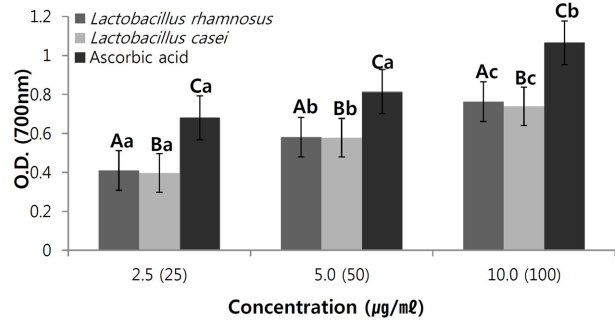 1.2
1
0.8
0.6
0.4
0.2
0
O.D. (700nm)
Lactobacillus rhamnosus
Lactobacillus casei
Ascorbic acid
Aa
Ba
Ca
Ab
Bb
Ca
Ac
Bc
Cb
2.5 (25)
5.0 (50)
10.0 (100)
Concentration (μg/mℓ)